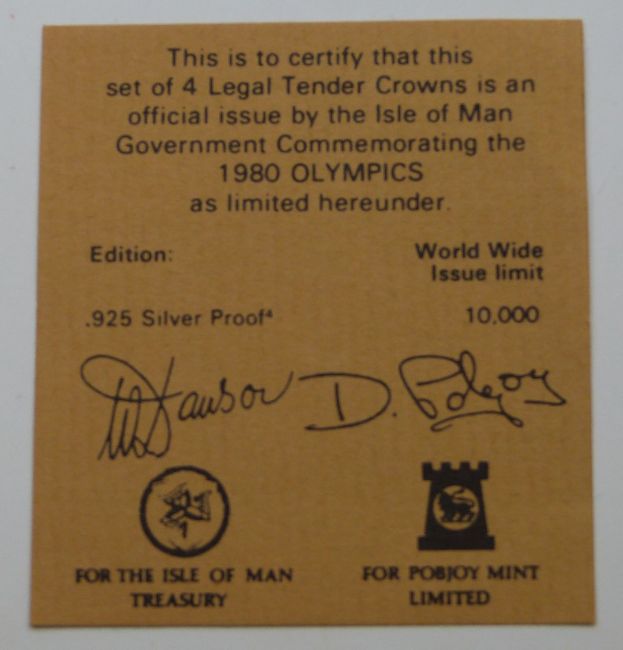 This is to certify that this
set of 4 Legal Tender Crowns is an
official issue by the Isle of Man
Government Commemorating the
1980 OLYMPICS
as limited hereunder.
Edition:
World Wide
Issue limit
.925 Silver Proof⁴
10,000
D. Pobjoy
FOR THE ISLE OF MAN
TREASURY
FOR POBJOY MINT
LIMITED